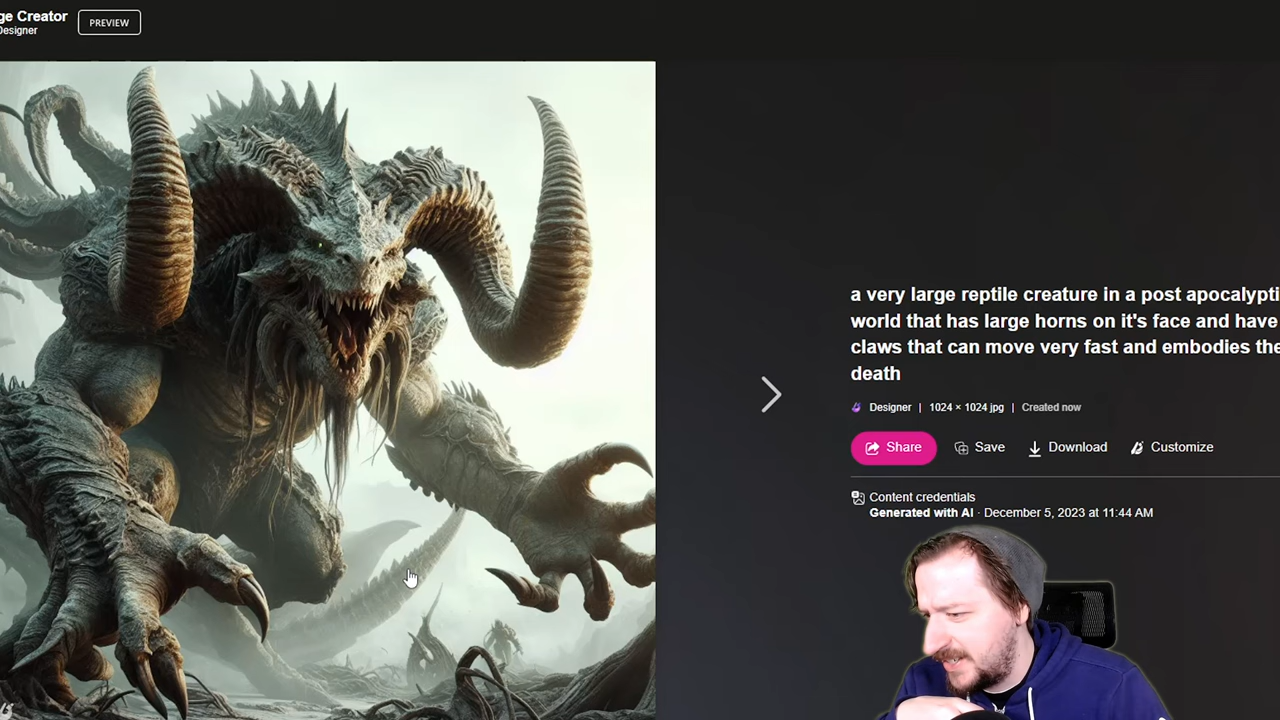 ge Creator
Designer
PREVIEW
a very large reptile creature in a post apocalypti
world that has large horns on it's face and have
claws that can move very fast and embodies the
death
Designer | 1024 × 1024 jpg | Created now
Share Save Download Customize
Content credentials
Generated with AI · December 5, 2023 at 11:44 AM